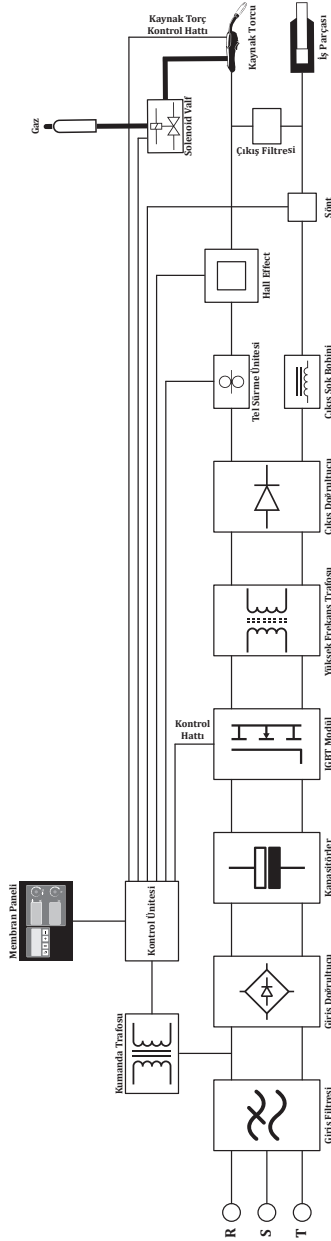 R
S
T
Giriş Filtresi
Kumanda Trafosu
Giriş Doğrultucu
Membran Paneli
Kontrol Ünitesi
Kapasitörler
Kontrol
Hattı
IGBT Modül
Yüksek Frekans Trafosu
Çıkış Doğrultucu
Tel Sürme Ünitesi
Çıkış Şok Bobini
Hall Effect
Şönt
Çıkış Filtresi
Gaz
Solenoid Valf
Kaynak Torç
Kontrol Hattı
Kaynak Torcu
İş Parçası